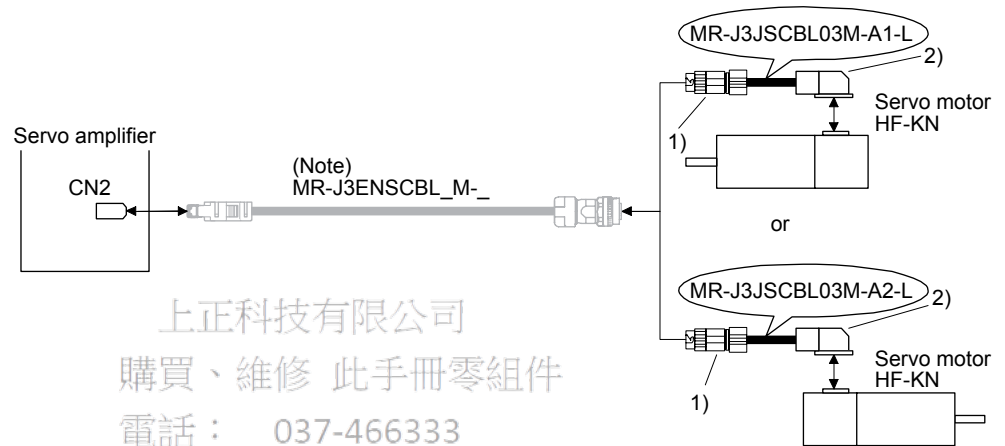 MR-J3JSCBL03M-A1-L
2)
Servo motor
HF-KN
1)
Servo amplifier
CN2
(Note)
MR-J3ENSCBL_M-_
or
MR-J3JSCBL03M-A2-L
2)
Servo motor
HF-KN
1)
上正科技有限公司
購買、維修 此手冊零組件
電話： 037-466333